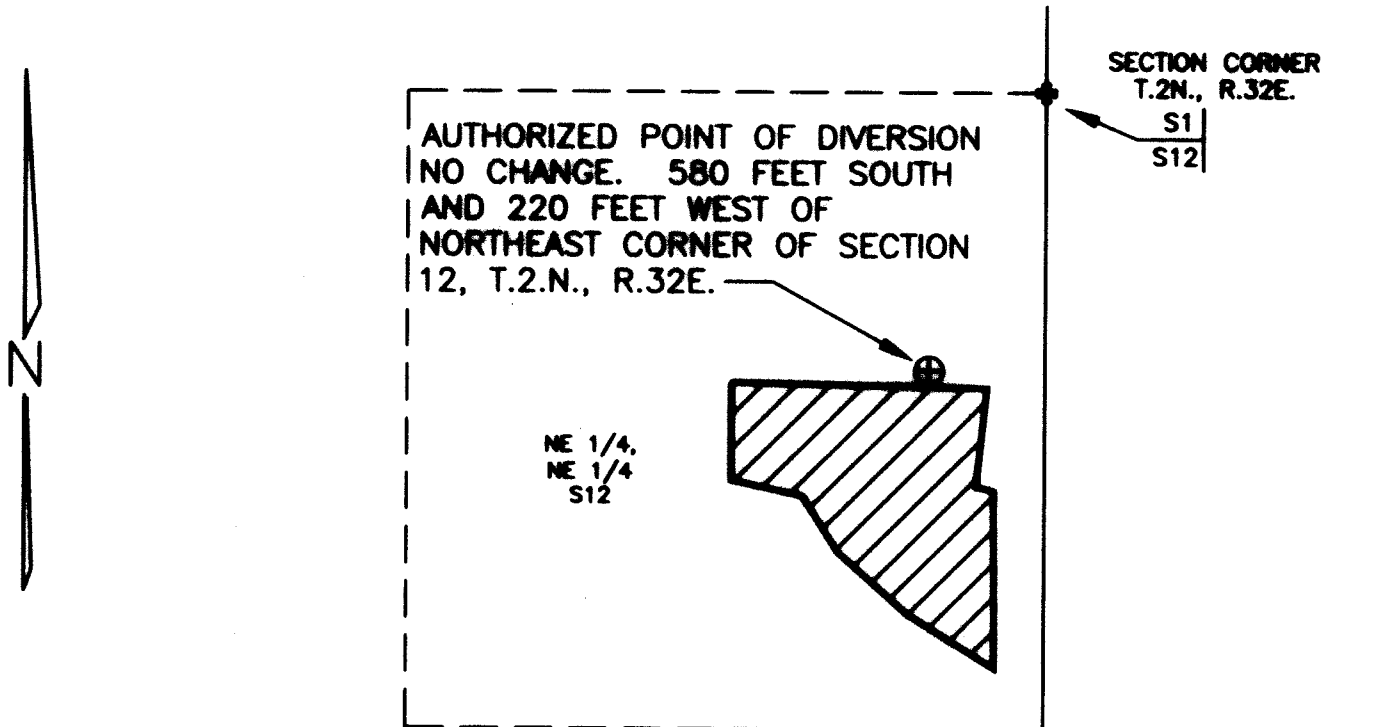 SECTION CORNER
T.2N., R.32E.
S1
S12
AUTHORIZED POINT OF DIVERSION
NO CHANGE. 580 FEET SOUTH
AND 220 FEET WEST OF
NORTHEAST CORNER OF SECTION
12, T.2.N., R.32E.
N
NE 1/4,
NE 1/4
S12